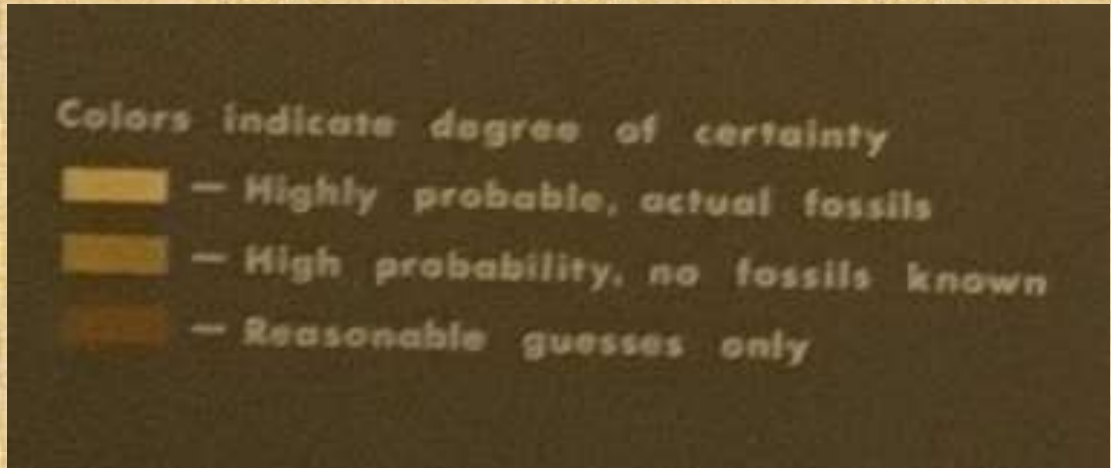 Colors indicate degree of certainty
— Highly probable, actual fossils
— High probability, no fossils known
— Reasonable guesses only